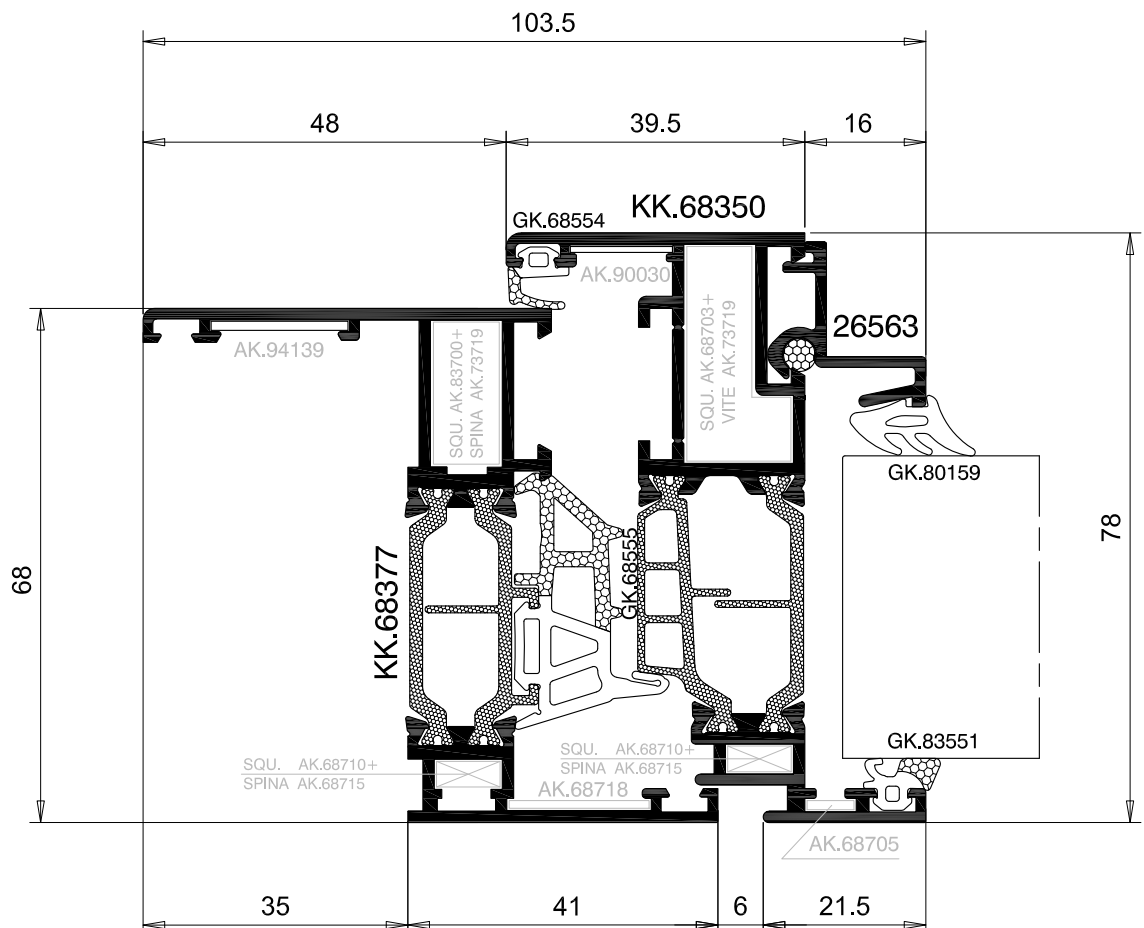 103.5
48
39.5
16
KK.68350
GK.68554
AK.90030
26563
AK.94139
SQU. AK.83700+
SPINA AK.73719
SQU. AK.68703+
VITE AK.73719
GK.80159
68
78
KK.68377
GK.68555
GK.83551
SQU. AK.68710+
SPINA AK.68715
SQU. AK.68710+
SPINA AK.68715
AK.68718
AK.68705
35
41
6
21.5